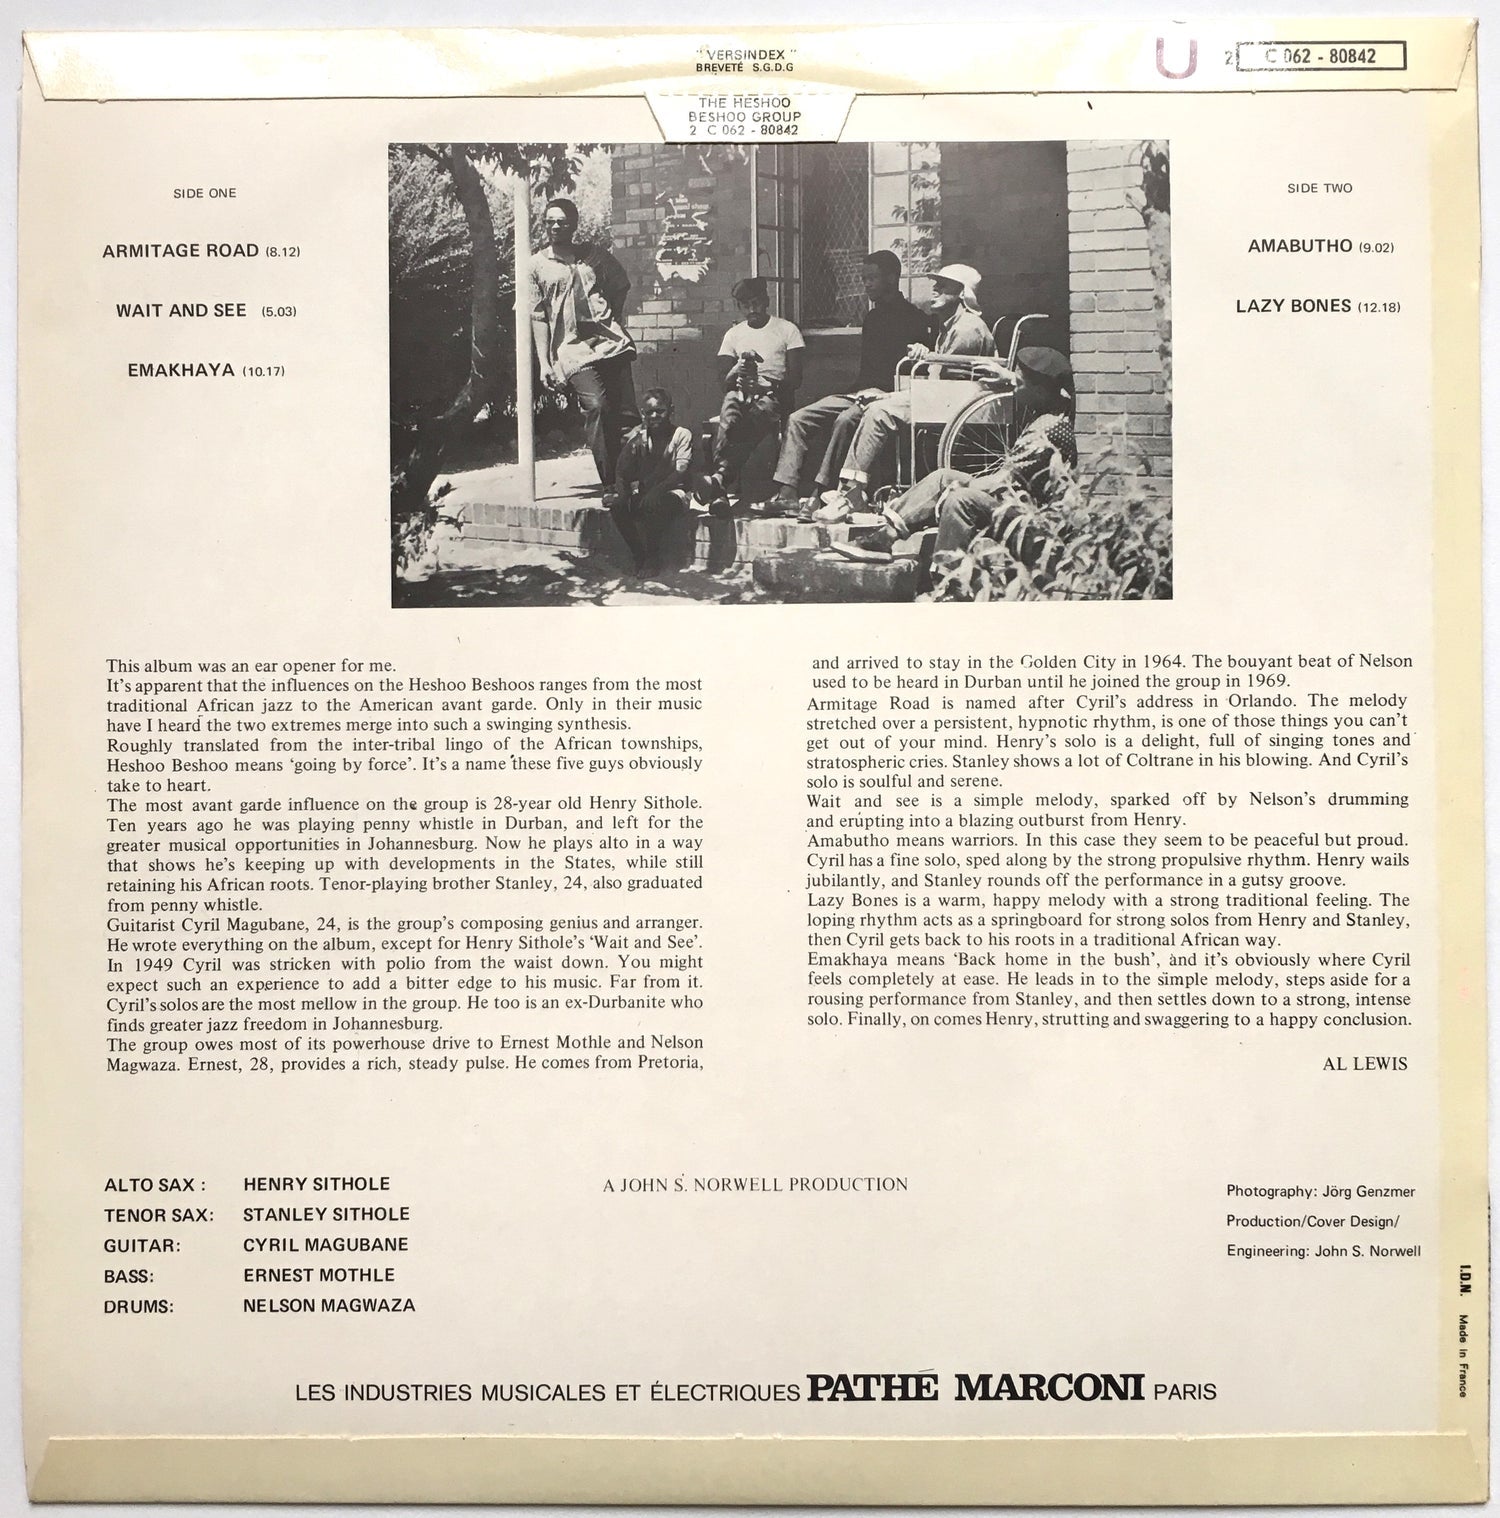 "VERSINDEX"
BREVETÉ S.G.D.G
U
2 C 062 - 80842
THE HESHOO
BESHOO GROUP
2 C 062 - 80842
SIDE ONE
ARMITAGE ROAD (8.12)
WAIT AND SEE (5.03)
EMAKHAYA (10.17)
SIDE TWO
AMABUTHO (9.02)
LAZY BONES (12.18)
This album was an ear opener for me.
It's apparent that the influences on the Heshoo Beshoos ranges from the most
traditional African jazz to the American avant garde. Only in their music
have I heard the two extremes merge into such a swinging synthesis.
Roughly translated from the inter-tribal lingo of the African townships,
Heshoo Beshoo means 'going by force'. It's a name these five guys obviously
take to heart.
The most avant garde influence on the group is 28-year old Henry Sithole.
Ten years ago he was playing penny whistle in Durban, and left for the
greater musical opportunities in Johannesburg. Now he plays alto in a way
that shows he's keeping up with developments in the States, while still
retaining his African roots. Tenor-playing brother Stanley, 24, also graduated
from penny whistle.
Guitarist Cyril Magubane, 24, is the group's composing genius and arranger.
He wrote everything on the album, except for Henry Sithole's 'Wait and See'.
In 1949 Cyril was stricken with polio from the waist down. You might
expect such an experience to add a bitter edge to his music. Far from it.
Cyril's solos are the most mellow in the group. He too is an ex-Durbanite who
finds greater jazz freedom in Johannesburg.
The group owes most of its powerhouse drive to Ernest Mothle and Nelson
Magwaza. Ernest, 28, provides a rich, steady pulse. He comes from Pretoria,
and arrived to stay in the Golden City in 1964. The bouyant beat of Nelson
used to be heard in Durban until he joined the group in 1969.
Armitage Road is named after Cyril's address in Orlando. The melody
stretched over a persistent, hypnotic rhythm, is one of those things you can't
get out of your mind. Henry's solo is a delight, full of singing tones and
stratospheric cries. Stanley shows a lot of Coltrane in his blowing. And Cyril's
solo is soulful and serene.
Wait and see is a simple melody, sparked off by Nelson's drumming
and erupting into a blazing outburst from Henry.
Amabutho means warriors. In this case they seem to be peaceful but proud.
Cyril has a fine solo, sped along by the strong propulsive rhythm. Henry wails
jubilantly, and Stanley rounds off the performance in a gutsy groove.
Lazy Bones is a warm, happy melody with a strong traditional feeling. The
loping rhythm acts as a springboard for strong solos from Henry and Stanley,
then Cyril gets back to his roots in a traditional African way.
Emakhaya means 'Back home in the bush', and it's obviously where Cyril
feels completely at ease. He leads in to the simple melody, steps aside for a
rousing performance from Stanley, and then settles down to a strong, intense
solo. Finally, on comes Henry, strutting and swaggering to a happy conclusion.
AL LEWIS
ALTO SAX : HENRY SITHOLE
TENOR SAX: STANLEY SITHOLE
GUITAR: CYRIL MAGUBANE
BASS: ERNEST MOTHLE
DRUMS: NELSON MAGWAZA
A JOHN S. NORWELL PRODUCTION
Photography: Jörg Genzmer
Production/Cover Design/
Engineering: John S. Norwell
I.D.N. Made in France
LES INDUSTRIES MUSICALES ET ÉLECTRIQUES PATHÉ MARCONI PARIS